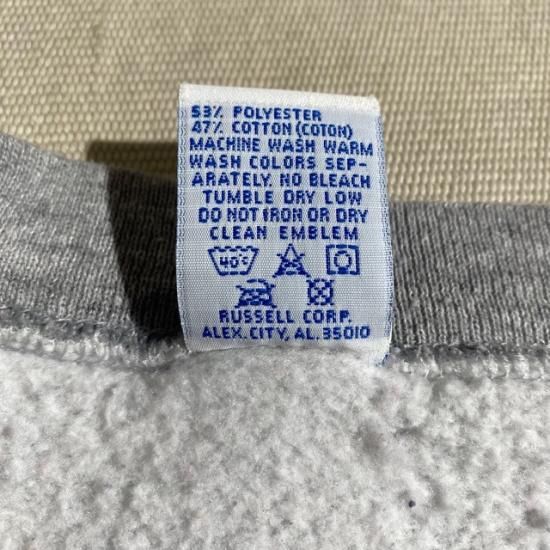 53% POLYESTER
47% COTTON (COTON)
MACHINE WASH WARM
WASH COLORS SEP-
ARATELY. NO BLEACH
TUMBLE DRY LOW
DO NOT IRON OR DRY
CLEAN EMBLEM
40°c
RUSSELL CORP.
ALEX. CITY, AL. 35010